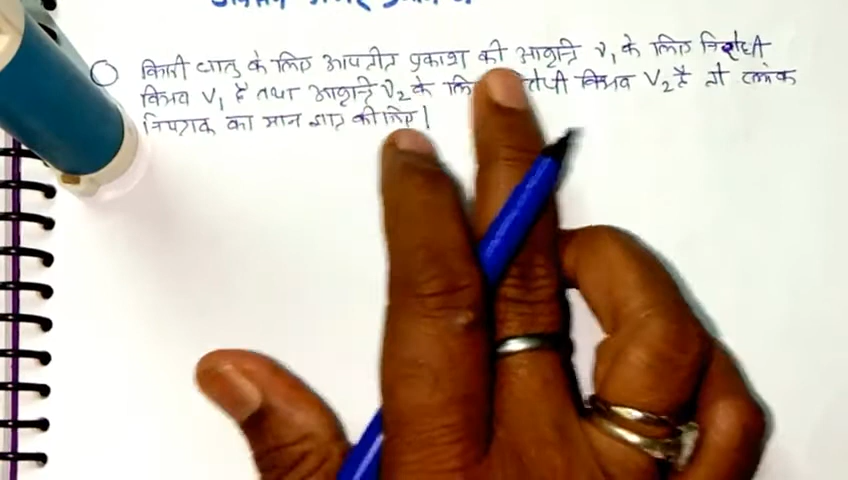 किसी धातु के लिए आपतित प्रकाश की आवृत्ति ν₁ के लिए निरोधी
विभव V₁ है तथा आवृत्ति ν₂ के लिए विभव V₂ है तो प्लांक
नियतांक का मान ज्ञात कीजिए।